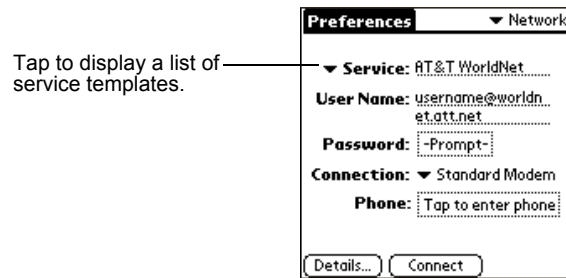 Preferences ▼ Network
Tap to display a list of
service templates.
▼ Service: AT&T WorldNet
User Name: username@worldn
et.att.net
Password: -Prompt-
Connection: ▼ Standard Modem
Phone: Tap to enter phone
Details... Connect